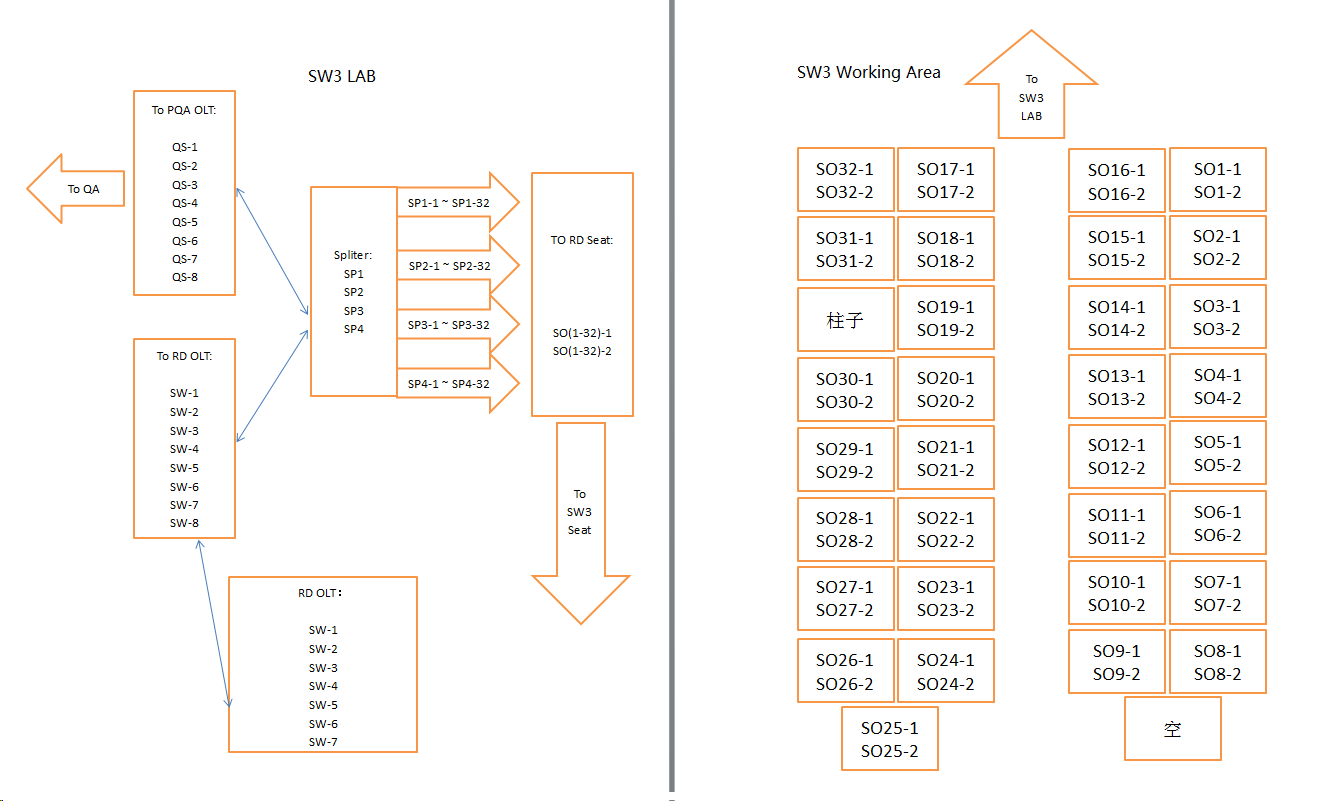 SW3 LAB
To PQA OLT:
QS-1
QS-2
QS-3
QS-4
QS-5
QS-6
QS-7
QS-8
To QA
To RD OLT:
SW-1
SW-2
SW-3
SW-4
SW-5
SW-6
SW-7
SW-8
RD OLT：
SW-1
SW-2
SW-3
SW-4
SW-5
SW-6
SW-7
Spliter:
SP1
SP2
SP3
SP4
SP1-1 ~ SP1-32
SP2-1 ~ SP2-32
SP3-1 ~ SP3-32
SP4-1 ~ SP4-32
TO RD Seat:
SO(1-32)-1
SO(1-32)-2
To
SW3
Seat
SW3 Working Area
To
SW3
LAB
SO32-1
SO32-2
SO31-1
SO31-2
柱子
SO30-1
SO30-2
SO29-1
SO29-2
SO28-1
SO28-2
SO27-1
SO27-2
SO26-1
SO26-2
SO17-1
SO17-2
SO18-1
SO18-2
SO19-1
SO19-2
SO20-1
SO20-2
SO21-1
SO21-2
SO22-1
SO22-2
SO23-1
SO23-2
SO24-1
SO24-2
SO25-1
SO25-2
SO16-1
SO16-2
SO15-1
SO15-2
SO14-1
SO14-2
SO13-1
SO13-2
SO12-1
SO12-2
SO11-1
SO11-2
SO10-1
SO10-2
SO9-1
SO9-2
SO1-1
SO1-2
SO2-1
SO2-2
SO3-1
SO3-2
SO4-1
SO4-2
SO5-1
SO5-2
SO6-1
SO6-2
SO7-1
SO7-2
SO8-1
SO8-2
空